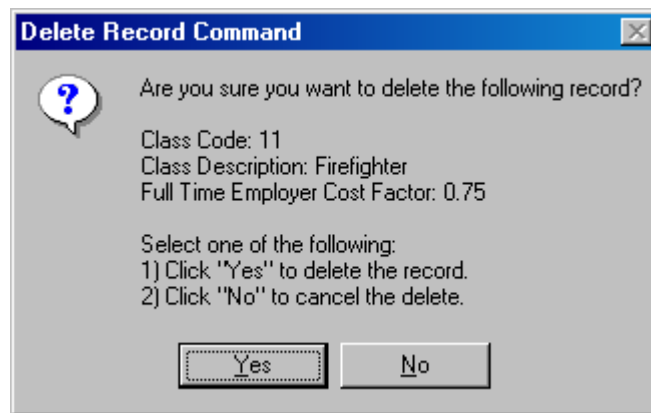 Delete Record Command
Are you sure you want to delete the following record?
Class Code: 11
Class Description: Firefighter
Full Time Employer Cost Factor: 0.75
Select one of the following:
1) Click "Yes" to delete the record.
2) Click "No" to cancel the delete.
Yes
No